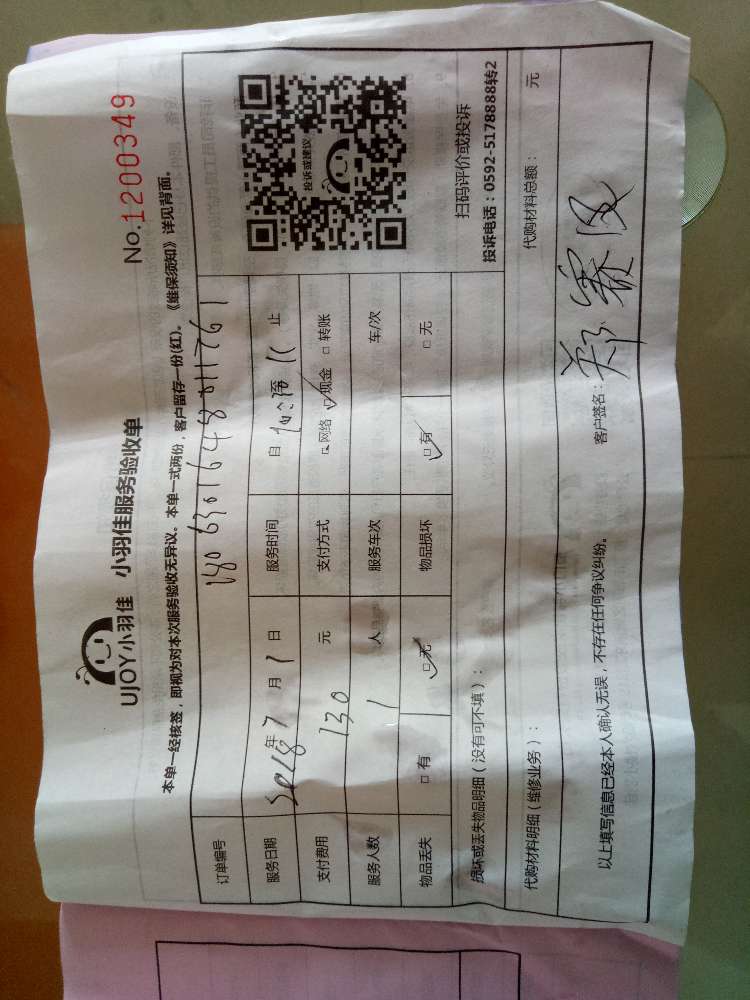 No.1200349
UJOY小羽佳 小羽佳服务验收单
本单一经核签，即视为对本次服务验收无异议。本单一式两份，客户留存一份(红)。《维保须知》详见背面。
订单编号
服务日期 2018年7月1日 服务时间 自 至 11 止
支付费用 130 元 支付方式 □网络 ☑现金 □转账
服务人数 1 人 服务车次 车/次
物品丢失 □有 ☑无 物品损坏 ☑有 □无
投诉或建议
扫码评价或投诉
投诉电话：0592-5178888转2
损坏或丢失物品明细（没有可不填）：
代购材料明细（维修业务）： 代购材料总额： 元
以上填写信息已经本人确认无误，不存在任何争议纠纷。 客户签名： 郑